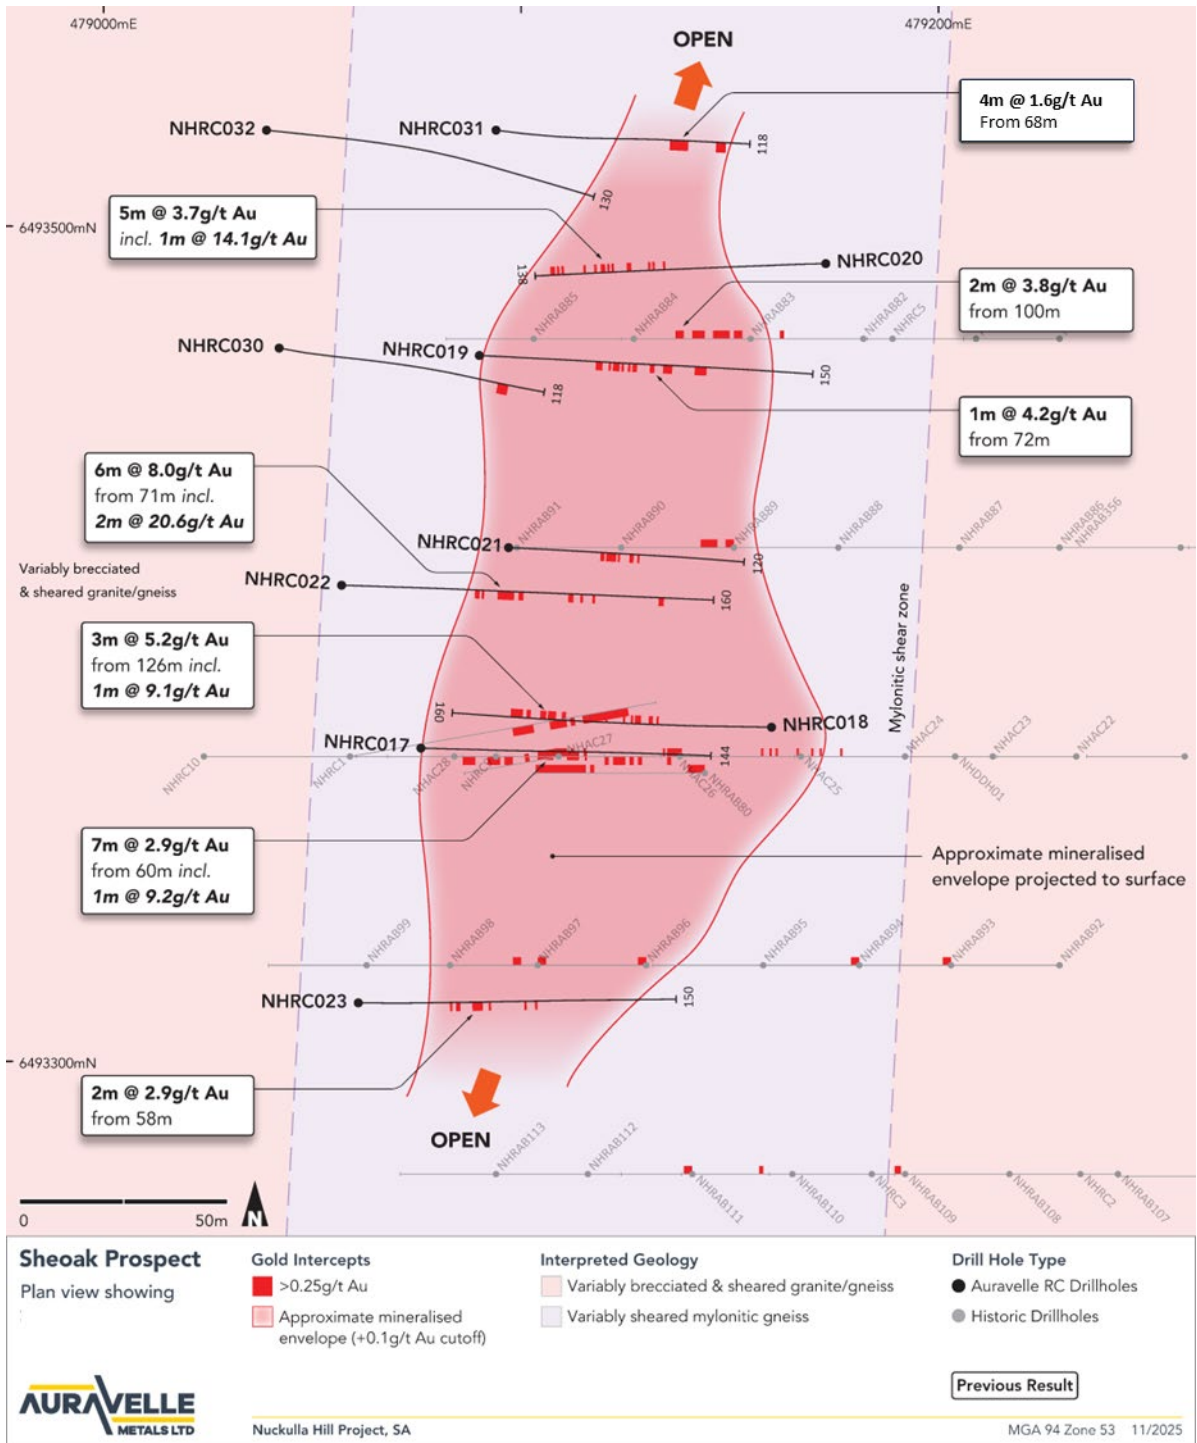 479000mE
479200mE
OPEN
4m @ 1.6g/t Au
From 68m
NHRC032
NHRC031
118
130
5m @ 3.7g/t Au
incl. 1m @ 14.1g/t Au
6493500mN
138
NHRC020
2m @ 3.8g/t Au
from 100m
NHRAB85
NHRAB84
NHRAB83
NHRAB82
NHRC5
NHRC030
NHRC019
150
118
1m @ 4.2g/t Au
from 72m
6m @ 8.0g/t Au
from 71m incl.
2m @ 20.6g/t Au
NHRAB91
NHRAB90
NHRAB89
NHRAB88
NHRAB87
NHRAB86
NHRAB356
NHRC021
120
Variably brecciated
& sheared granite/gneiss
NHRC022
160
Mylonitic shear zone
3m @ 5.2g/t Au
from 126m incl.
1m @ 9.1g/t Au
160
NHRC018
NHRC017
144
NHRC10
NHRC1
NHAC28
NHAC27
NHAC26
NHRAB80
NHAC25
NHAC24
NHDDH01
NHAC23
NHAC22
7m @ 2.9g/t Au
from 60m incl.
1m @ 9.2g/t Au
Approximate mineralised
envelope projected to surface
NHRAB99
NHRAB98
NHRAB97
NHRAB96
NHRAB95
NHRAB94
NHRAB93
NHRAB92
NHRC023
150
6493300mN
2m @ 2.9g/t Au
from 58m
OPEN
NHRAB113
NHRAB112
NHRAB111
NHRAB110
NHRC3
NHRAB109
NHRAB108
NHRC2
NHRAB107
0 50m
N
Sheoak Prospect
Plan view showing
Gold Intercepts
>0.25g/t Au
Approximate mineralised
envelope (+0.1g/t Au cutoff)
Interpreted Geology
Variably brecciated & sheared granite/gneiss
Variably sheared mylonitic gneiss
Drill Hole Type
Auravelle RC Drillholes
Historic Drillholes
Previous Result
AURAVELLE
METALS LTD
Nuckulla Hill Project, SA
MGA 94 Zone 53 11/2025